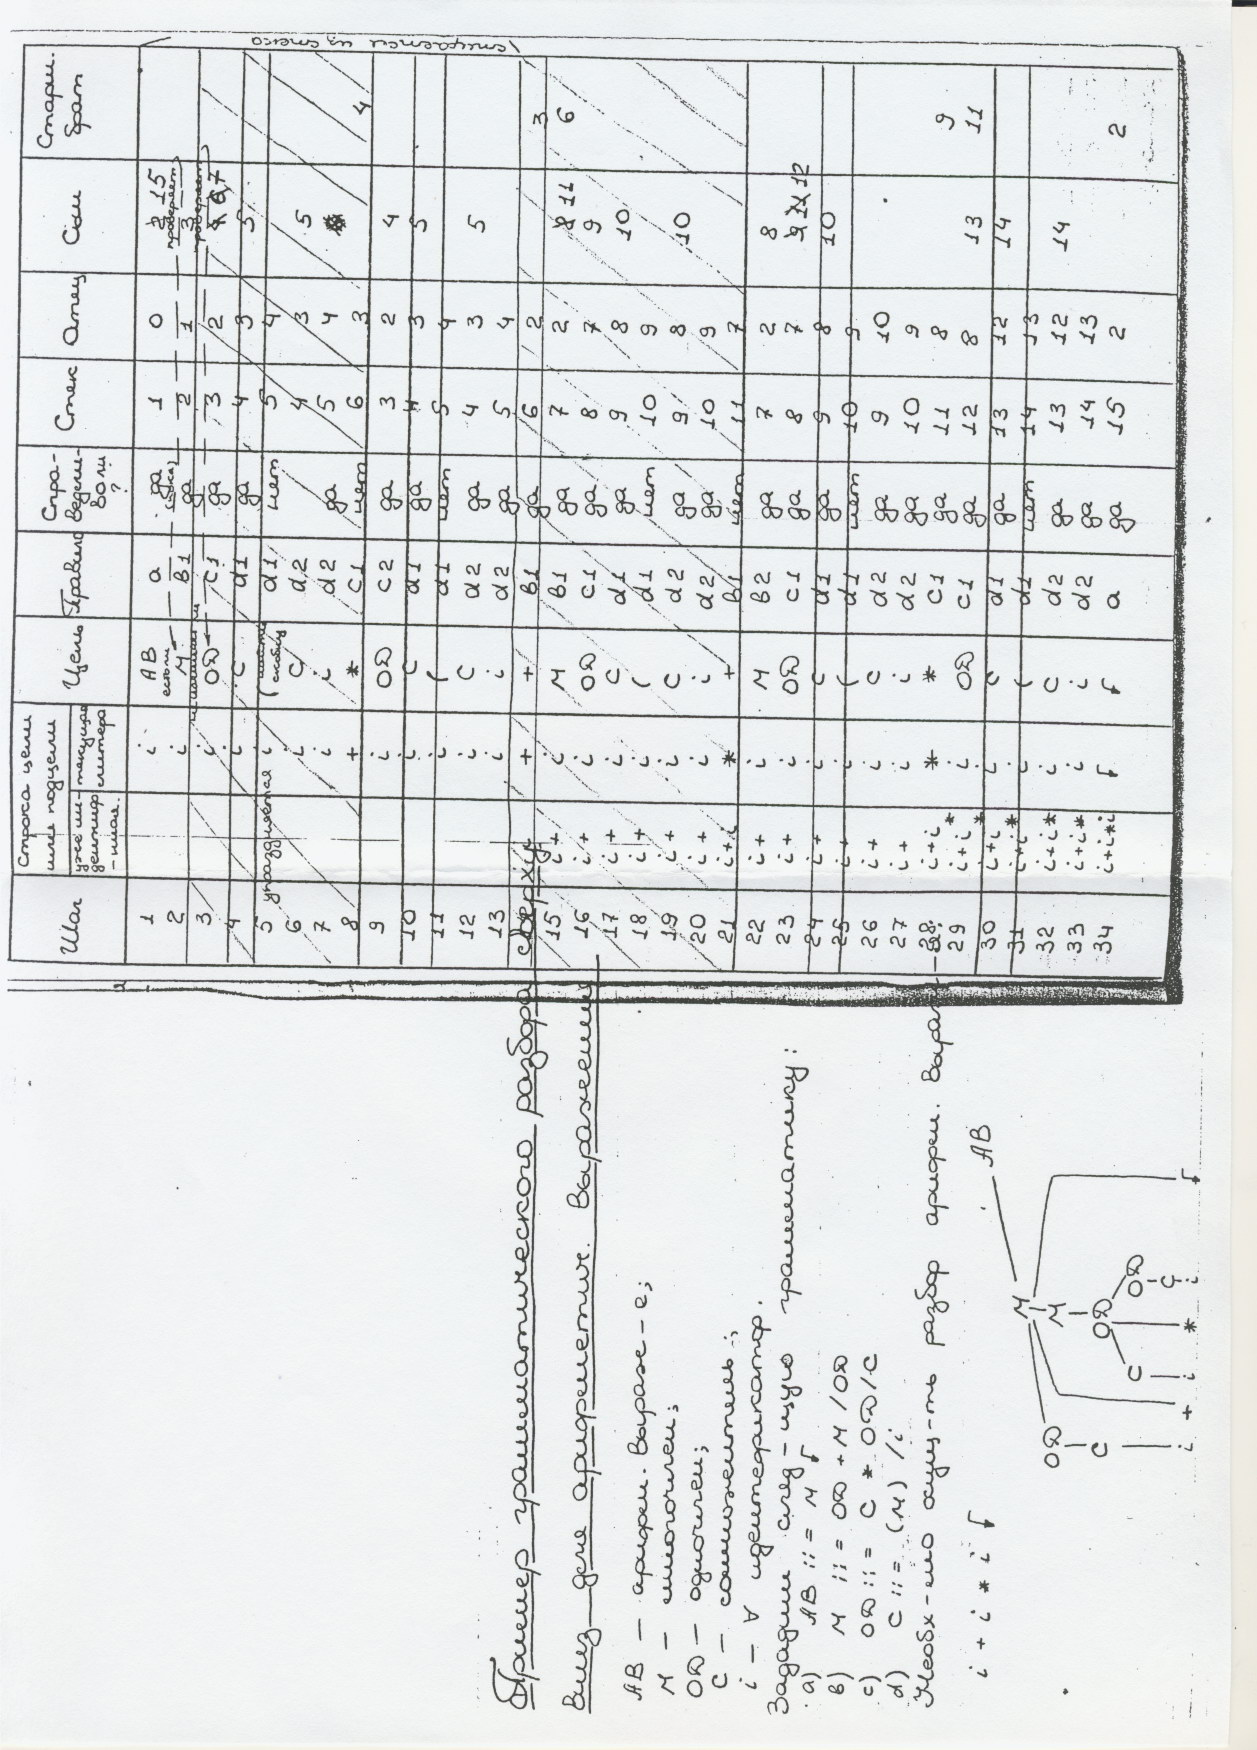 Пример грамматического разбора сверху
вниз для арифметич. выражения
АВ — арифм. выраж-е;
М — многочлен;
ОД — одночлен;
С — сомножитель;
i — ∀ идентификатор.
Зададим след-щую грамматику:
а) АВ ::= М
в) М ::= ОД + М / ОД
с) ОД ::= С * ОД / С
d) С ::= (М) / i
Необх-мо осущ-ть разбор арифм. выраж-я:
i + i * i
АВ
М
М
ОД
ОД
ОД
С
С
С
i + i * i
Шаг
Строка цели или подцели
уже иден­тифици­рованная
текущая литера
Цель
Правило
Справедливо ли?
Стек
Отец
Сын
Старш. брат
1 i АВ а да 1 0 2 15
2 i М в1 да 2 1 3
3 i ОД с1 да 3 2 7
4 i С d1 да 4 3 5
5 i ( d1 нет 5 4
6 i С d2 4 3 5
7 i i d2 да 5 4
8 + * с1 нет 6 3 4
9 i ОД с2 да 3 2 4
10 i С d1 да 4 3 5
11 i ( d1 нет 5 4
12 i С d2 да 4 3 5
13 i i d2 да 5 4
+ + в1 да 6 2 3
15 i + i М в1 да 7 2 8 11 6
16 i + i ОД с1 да 8 7 9
17 i + i С d1 да 9 8 10
18 i + i ( d1 нет 10 9
19 i + i С d2 да 9 8 10
20 i + i i d2 да 10 9
21 i+i * + в1 нет 11 7
22 i + i М в2 да 7 2 8
23 i + i ОД с1 да 8 7 9 11 12
24 i + i С d1 да 9 8 10
25 i + i ( d1 нет 10 9
26 i + i С d2 да 9 10
27 i + i i d2 да 10 9
28 i+i * * с1 да 11 8 9
29 i+i* i ОД с1 да 12 8 13 11
30 i+i* i С d1 да 13 12 14
31 i+i* i ( d1 нет 14 13
32 i+i* i С d2 да 13 12 14
33 i+i* i i d2 да 14 13
34 i+i*i а да 15 2 2